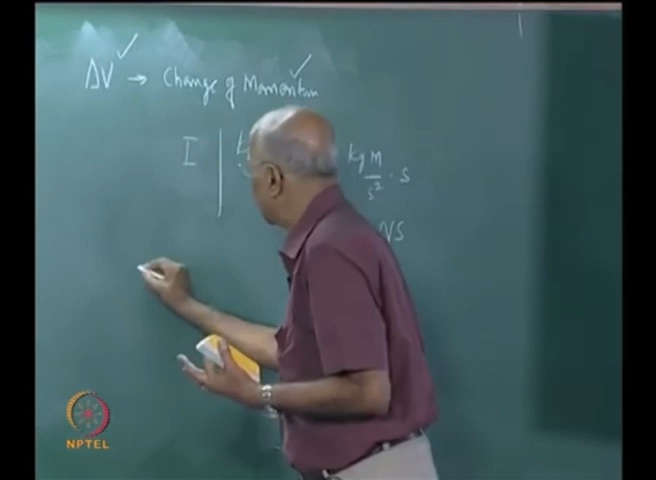 ΔV → Change of Momentum
I
kg M/s² · s
NS
NPTEL